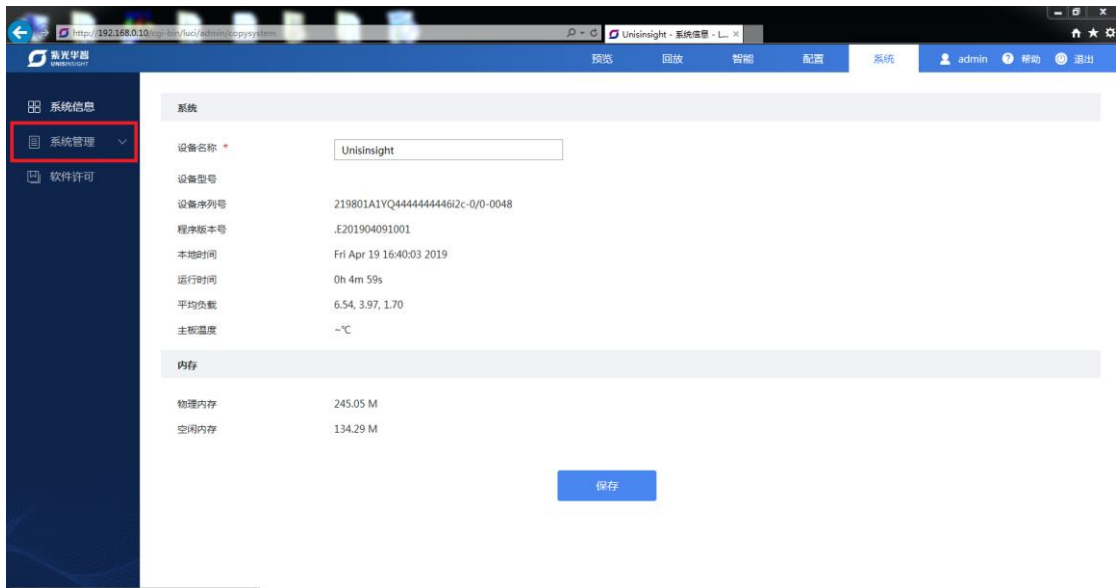 http://192.168.0.10/cgi-bin/luci/admin/copysystem
Unisinsight - 系统信息 - L...
紫光华智
UNISINSIGHT
预览 回放 智能 配置 系统 admin 帮助 退出
系统信息
系统管理
软件许可
系统
设备名称 * Unisinsight
设备型号
设备序列号 219801A1YQ4444444446i2c-0/0-0048
程序版本号 .E201904091001
本地时间 Fri Apr 19 16:40:03 2019
运行时间 0h 4m 59s
平均负载 6.54, 3.97, 1.70
主板温度 ~℃
内存
物理内存 245.05 M
空闲内存 134.29 M
保存